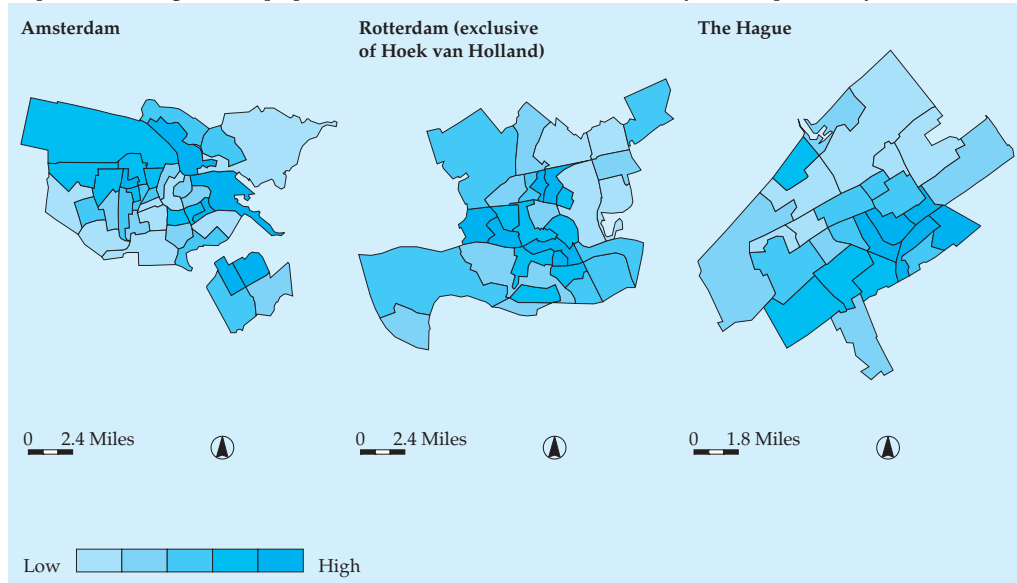 Amsterdam
Rotterdam (exclusive
of Hoek van Holland)
The Hague
0 2.4 Miles
0 2.4 Miles
0 1.8 Miles
Low High